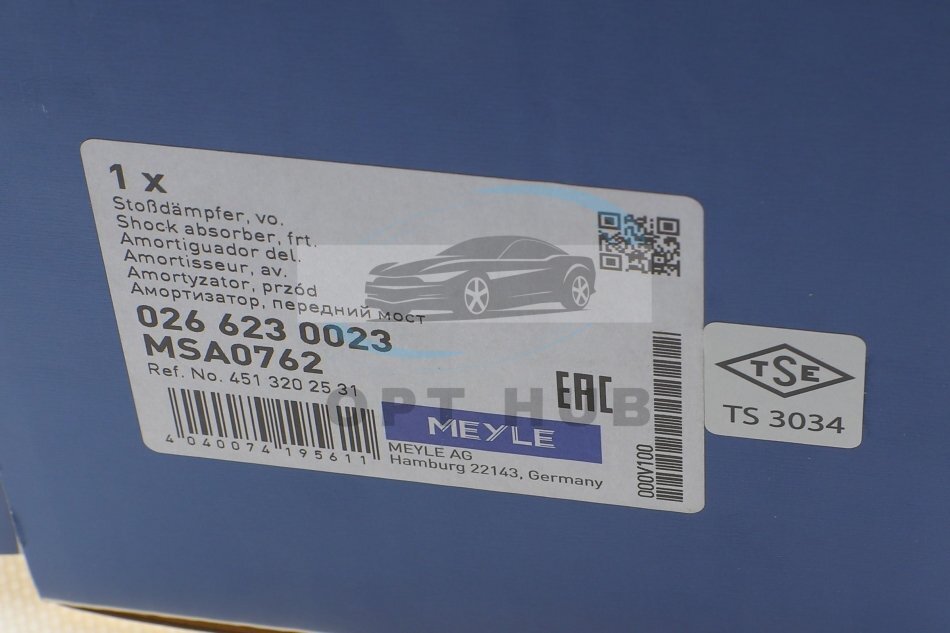 1 x
Stoßdämpfer, vo.
Shock absorber, frt.
Amortiguador del.
Amortisseur, av.
Amortyzator, przód
Амортизатор, передний мост
026 623 0023
MSA0762
Ref. No. 451 320 25 31
EAC
OPT HUB
MEYLE
4 040074 195611
MEYLE AG
Hamburg 22143, Germany
000V100
TSE
TS 3034